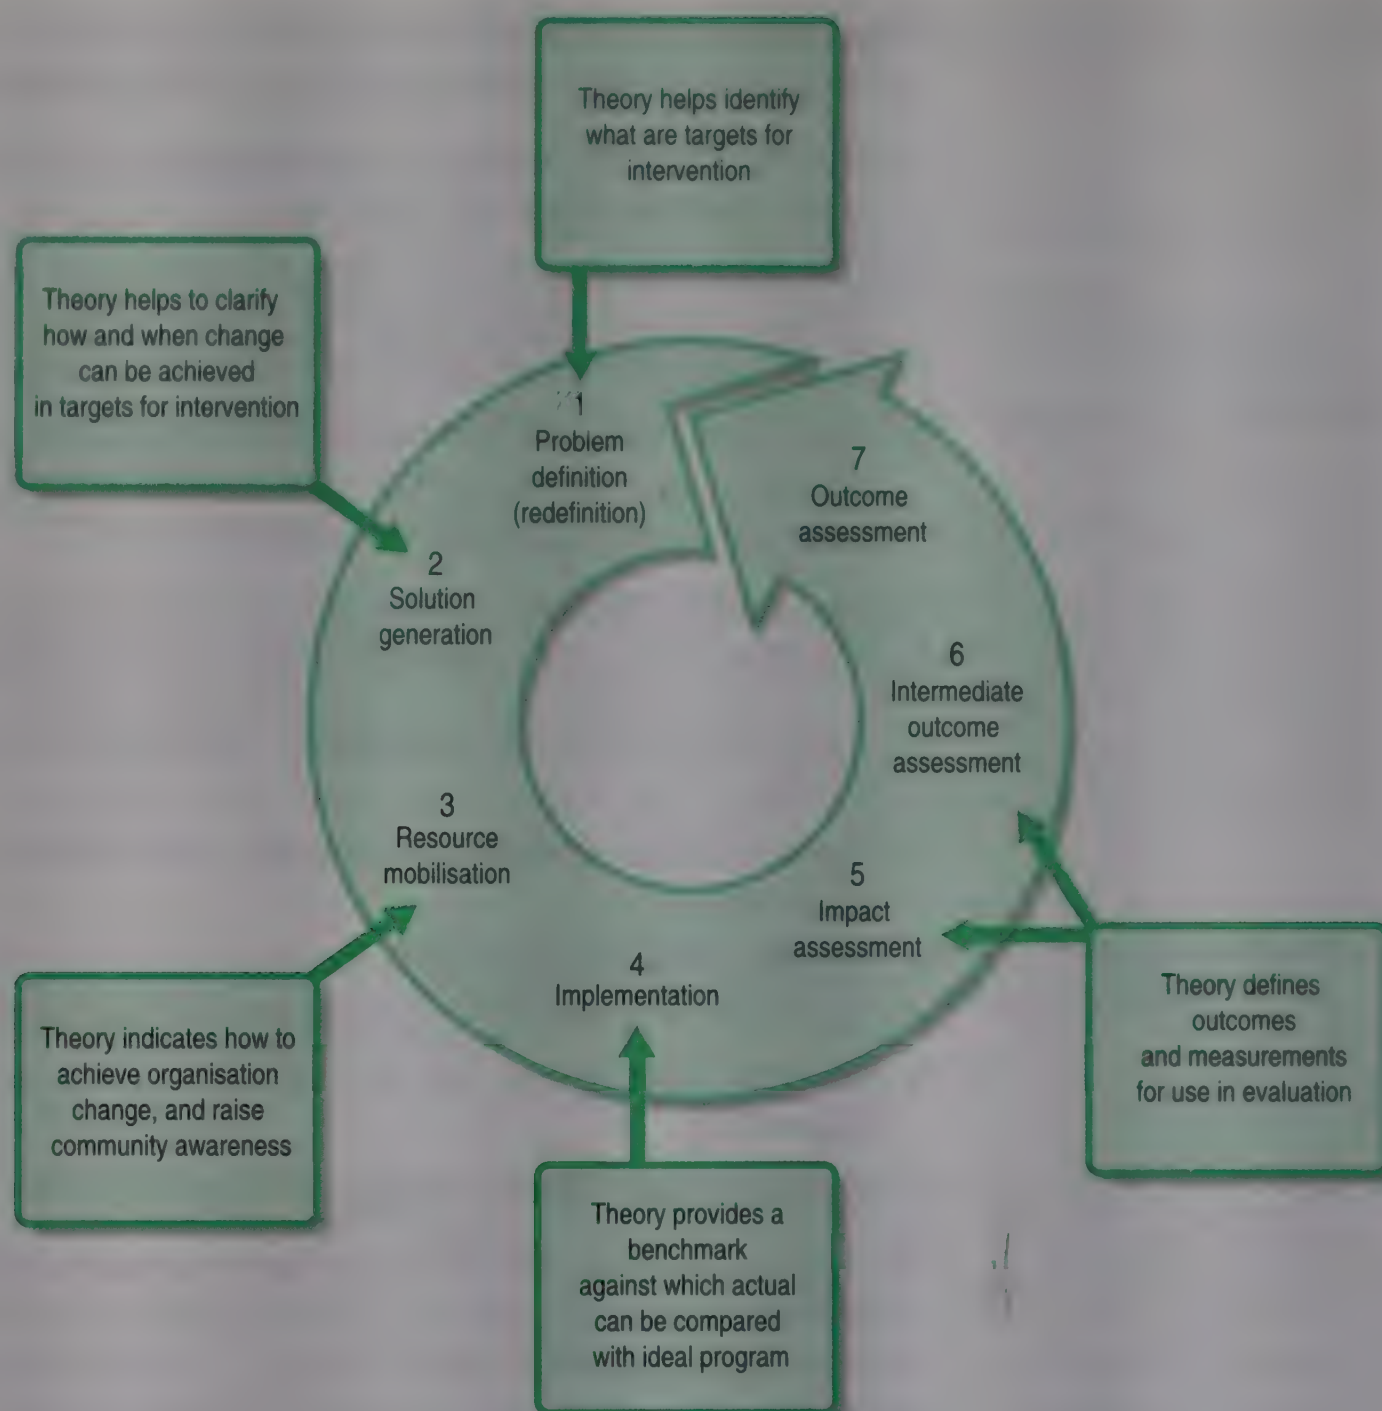 Theory helps identify
what are targets for
intervention
Theory helps to clarify
how and when change
can be achieved
in targets for intervention
1
Problem
definition
(redefinition)
7
Outcome
assessment
2
Solution
generation
6
Intermediate
outcome
assessment
3
Resource
mobilisation
5
Impact
assessment
4
Implementation
Theory indicates how to
achieve organisation
change, and raise
community awareness
Theory defines
outcomes
and measurements
for use in evaluation
Theory provides a
benchmark
against which actual
can be compared
with ideal program